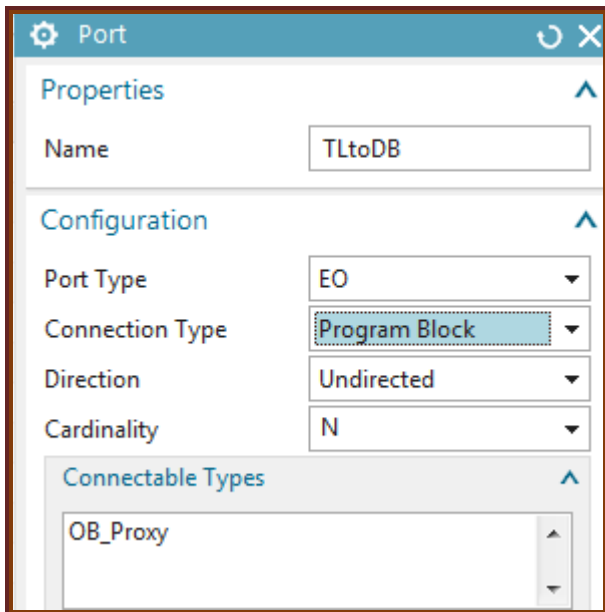 Port
Properties
Name TLtoDB
Configuration
Port Type EO
Connection Type Program Block
Direction Undirected
Cardinality N
Connectable Types
OB_Proxy